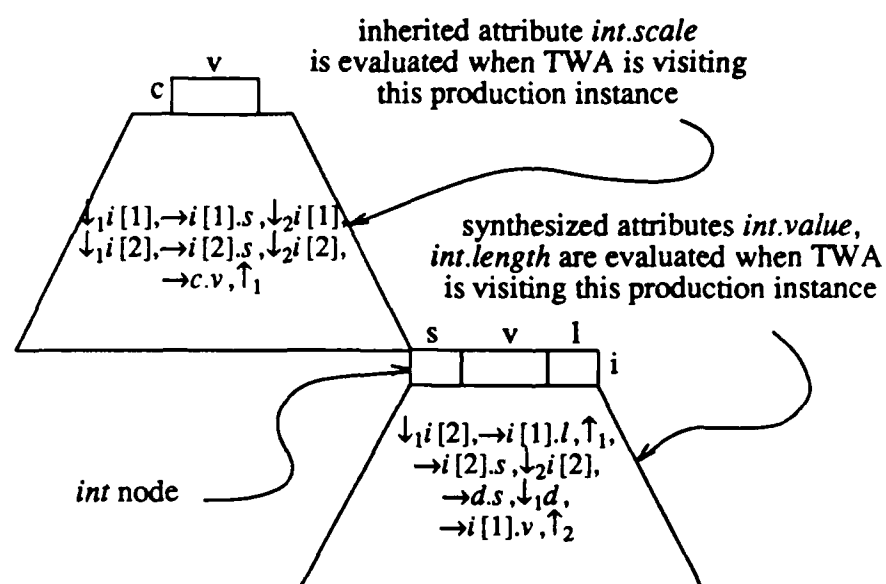 inherited attribute int.scale
is evaluated when TWA is visiting
this production instance
v
c
↓₁i[1],→i[1].s,↓₂i[1],
↓₁i[2],→i[2].s,↓₂i[2],
→c.v,↑₁
synthesized attributes int.value,
int.length are evaluated when TWA
is visiting this production instance
s v l
i
↓₁i[2],→i[1].l,↑₁,
→i[2].s,↓₂i[2],
→d.s,↓₁d,
→i[1].v,↑₂
int node